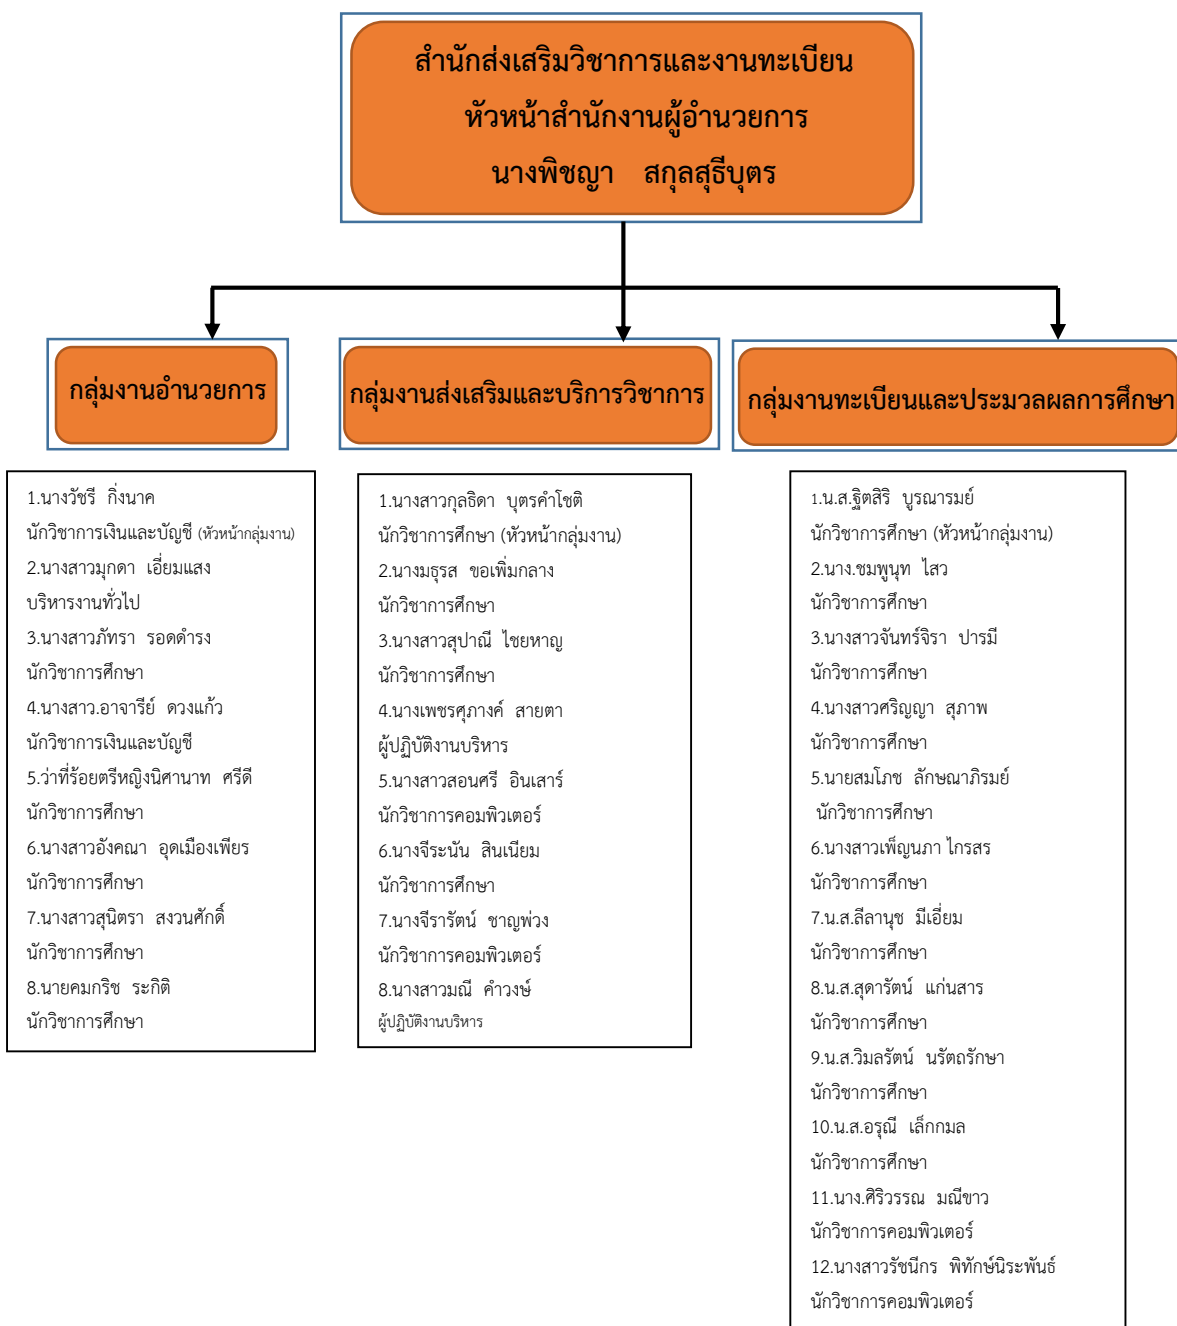 สำนักส่งเสริมวิชาการและงานทะเบียน
หัวหน้าสำนักงานผู้อำนวยการ
นางพิชญา สกุลสุธีบุตร
กลุ่มงานอำนวยการ
กลุ่มงานส่งเสริมและบริการวิชาการ
กลุ่มงานทะเบียนและประมวลผลการศึกษา
1.นางวัชรี กิ่งนาค
นักวิชาการเงินและบัญชี (หัวหน้ากลุ่มงาน)
2.นางสาวมุกดา เอี่ยมแสง
บริหารงานทั่วไป
3.นางสาวภัทรา รอดดำรง
นักวิชาการศึกษา
4.นางสาว.อาจารีย์ ดวงแก้ว
นักวิชาการเงินและบัญชี
5.ว่าที่ร้อยตรีหญิงนิศานาท ศรีดี
นักวิชาการศึกษา
6.นางสาวอังคณา อุดเมืองเพียร
นักวิชาการศึกษา
7.นางสาวสุนิตรา สงวนศักดิ์
นักวิชาการศึกษา
8.นายคมกริช ระกิติ
นักวิชาการศึกษา
1.นางสาวกุลธิดา บุตรคำโชติ
นักวิชาการศึกษา (หัวหน้ากลุ่มงาน)
2.นางมธุรส ขอเพิ่มกลาง
นักวิชาการศึกษา
3.นางสาวสุปาณี ไชยหาญ
นักวิชาการศึกษา
4.นางเพชรศุภางค์ สายตา
ผู้ปฏิบัติงานบริหาร
5.นางสาวสอนศรี อินเสาร์
นักวิชาการคอมพิวเตอร์
6.นางจีระนัน สินเนียม
นักวิชาการศึกษา
7.นางจีรารัตน์ ชาญพ่วง
นักวิชาการคอมพิวเตอร์
8.นางสาวมณี คำวงษ์
ผู้ปฏิบัติงานบริหาร
1.น.ส.ฐิตสิริ บูรณารมย์
นักวิชาการศึกษา (หัวหน้ากลุ่มงาน)
2.นาง.ชมพูนุท ไสว
นักวิชาการศึกษา
3.นางสาวจันทร์จิรา ปารมี
นักวิชาการศึกษา
4.นางสาวศริญญา สุภาพ
นักวิชาการศึกษา
5.นายสมโภช ลักษณาภิรมย์
นักวิชาการศึกษา
6.นางสาวเพ็ญนภา ไกรสร
นักวิชาการศึกษา
7.น.ส.ลีลานุช มีเอี่ยม
นักวิชาการศึกษา
8.น.ส.สุดารัตน์ แก่นสาร
นักวิชาการศึกษา
9.น.ส.วิมลรัตน์ นรัตถรักษา
นักวิชาการศึกษา
10.น.ส.อรุณี เล็กกมล
นักวิชาการศึกษา
11.นาง.ศิริวรรณ มณีขาว
นักวิชาการคอมพิวเตอร์
12.นางสาวรัชนีกร พิทักษ์นิระพันธ์
นักวิชาการคอมพิวเตอร์